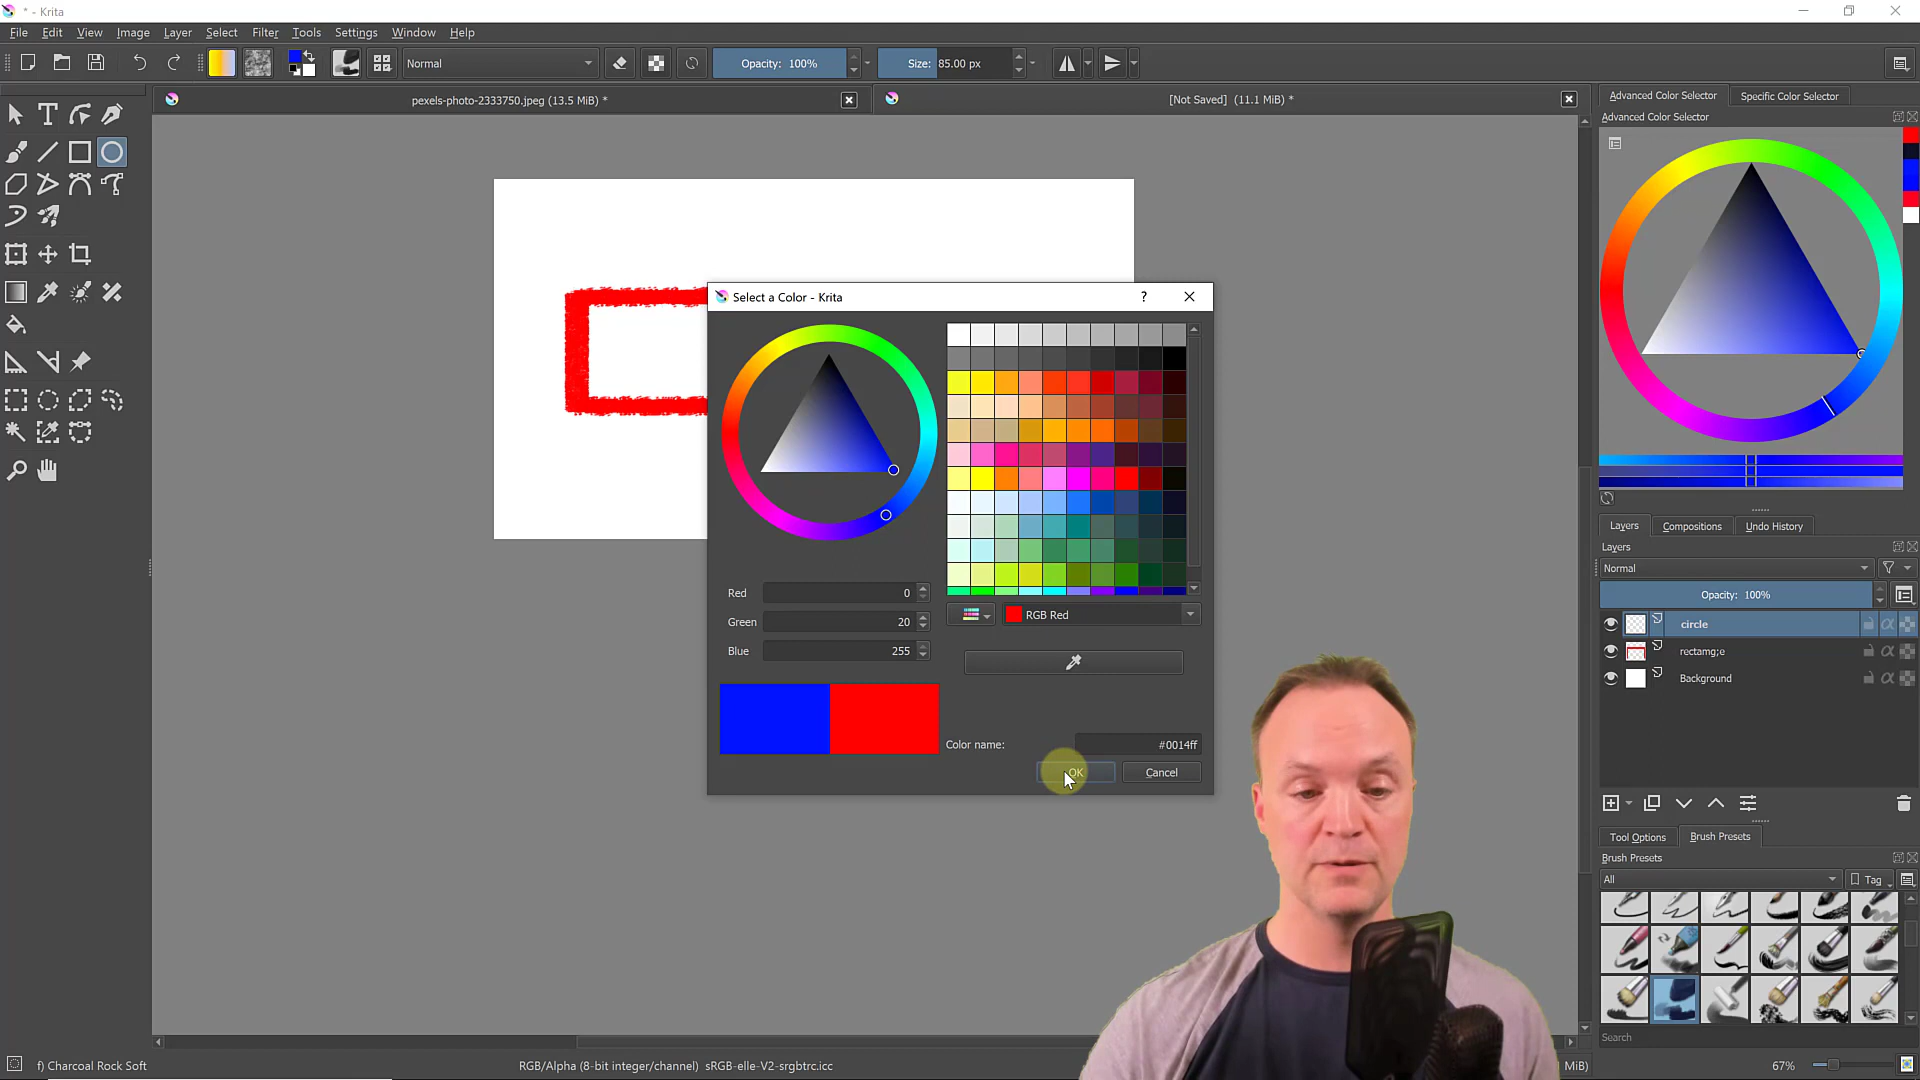 * - Krita
File Edit View Image Layer Select Filter Tools Settings Window Help
Normal
Opacity: 100%
Size: 85.00 px
pexels-photo-2333750.jpeg (13.5 MiB) *
[Not Saved] (11.1 MiB) *
Advanced Color Selector
Specific Color Selector
Advanced Color Selector
Select a Color - Krita
?
Red 0
Green 20
Blue 255
RGB Red
Color name: #0014ff
OK
Cancel
Layers
Compositions
Undo History
Layers
Normal
Opacity: 100%
circle
rectamg;e
Background
Tool Options
Brush Presets
Brush Presets
All
Tag
Search
f) Charcoal Rock Soft
RGB/Alpha (8-bit integer/channel) sRGB-elle-V2-srgbtrc.icc
MiB)
67%